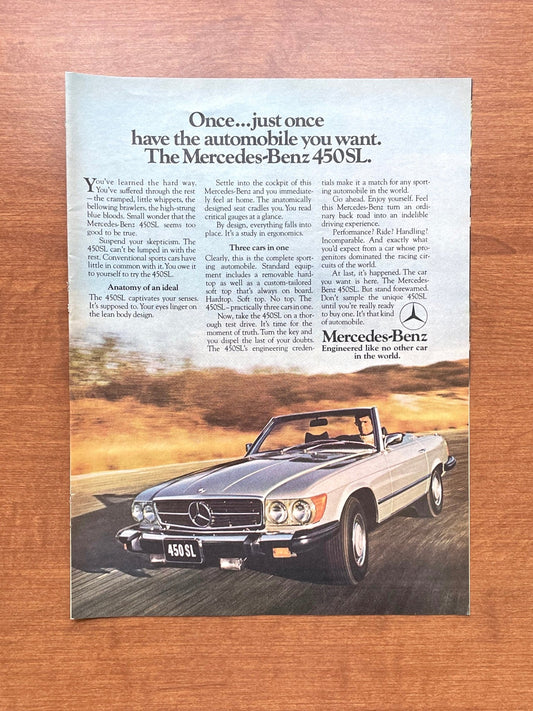 Once...just once
have the automobile you want.
The Mercedes-Benz 450SL.
You've learned the hard way.
You've suffered through the rest
— the cramped, little whippets, the
bellowing brawlers, the high-strung
blue bloods. Small wonder that the
Mercedes-Benz 450SL seems too
good to be true.
Suspend your skepticism. The
450SL can't be lumped in with the
rest. Conventional sports cars have
little in common with it. You owe it
to yourself to try the 450SL.
Anatomy of an ideal
The 450SL captivates your senses.
It's supposed to. Your eyes linger on
the lean body design.
Settle into the cockpit of this
Mercedes-Benz and you immediate-
ly feel at home. The anatomically
designed seat cradles you. You read
critical gauges at a glance.
By design, everything falls into
place. It's a study in ergonomics.
Three cars in one
Clearly, this is the complete sport-
ing automobile. Standard equip-
ment includes a removable hard-
top as well as a custom-tailored
soft top that's always on board.
Hardtop. Soft top. No top. The
450SL–practically three cars in one.
Now, take the 450SL on a thor-
ough test drive. It's time for the
moment of truth. Turn the key and
you dispel the last of your doubts.
The 450SL's engineering creden-
tials make it a match for any sport-
ing automobile in the world.
Go ahead. Enjoy yourself. Feel
this Mercedes-Benz turn an ordi-
nary back road into an indelible
driving experience.
Performance? Ride? Handling?
Incomparable. And exactly what
you'd expect from a car whose pro-
genitors dominated the racing cir-
cuits of the world.
At last, it's happened. The car
you want is here. The Mercedes-
Benz 450SL. But stand forewarned.
Don't sample the unique 450SL
until you're really ready
to buy one. It's that kind
of automobile.
Mercedes-Benz
Engineered like no other car
in the world.
450 SL